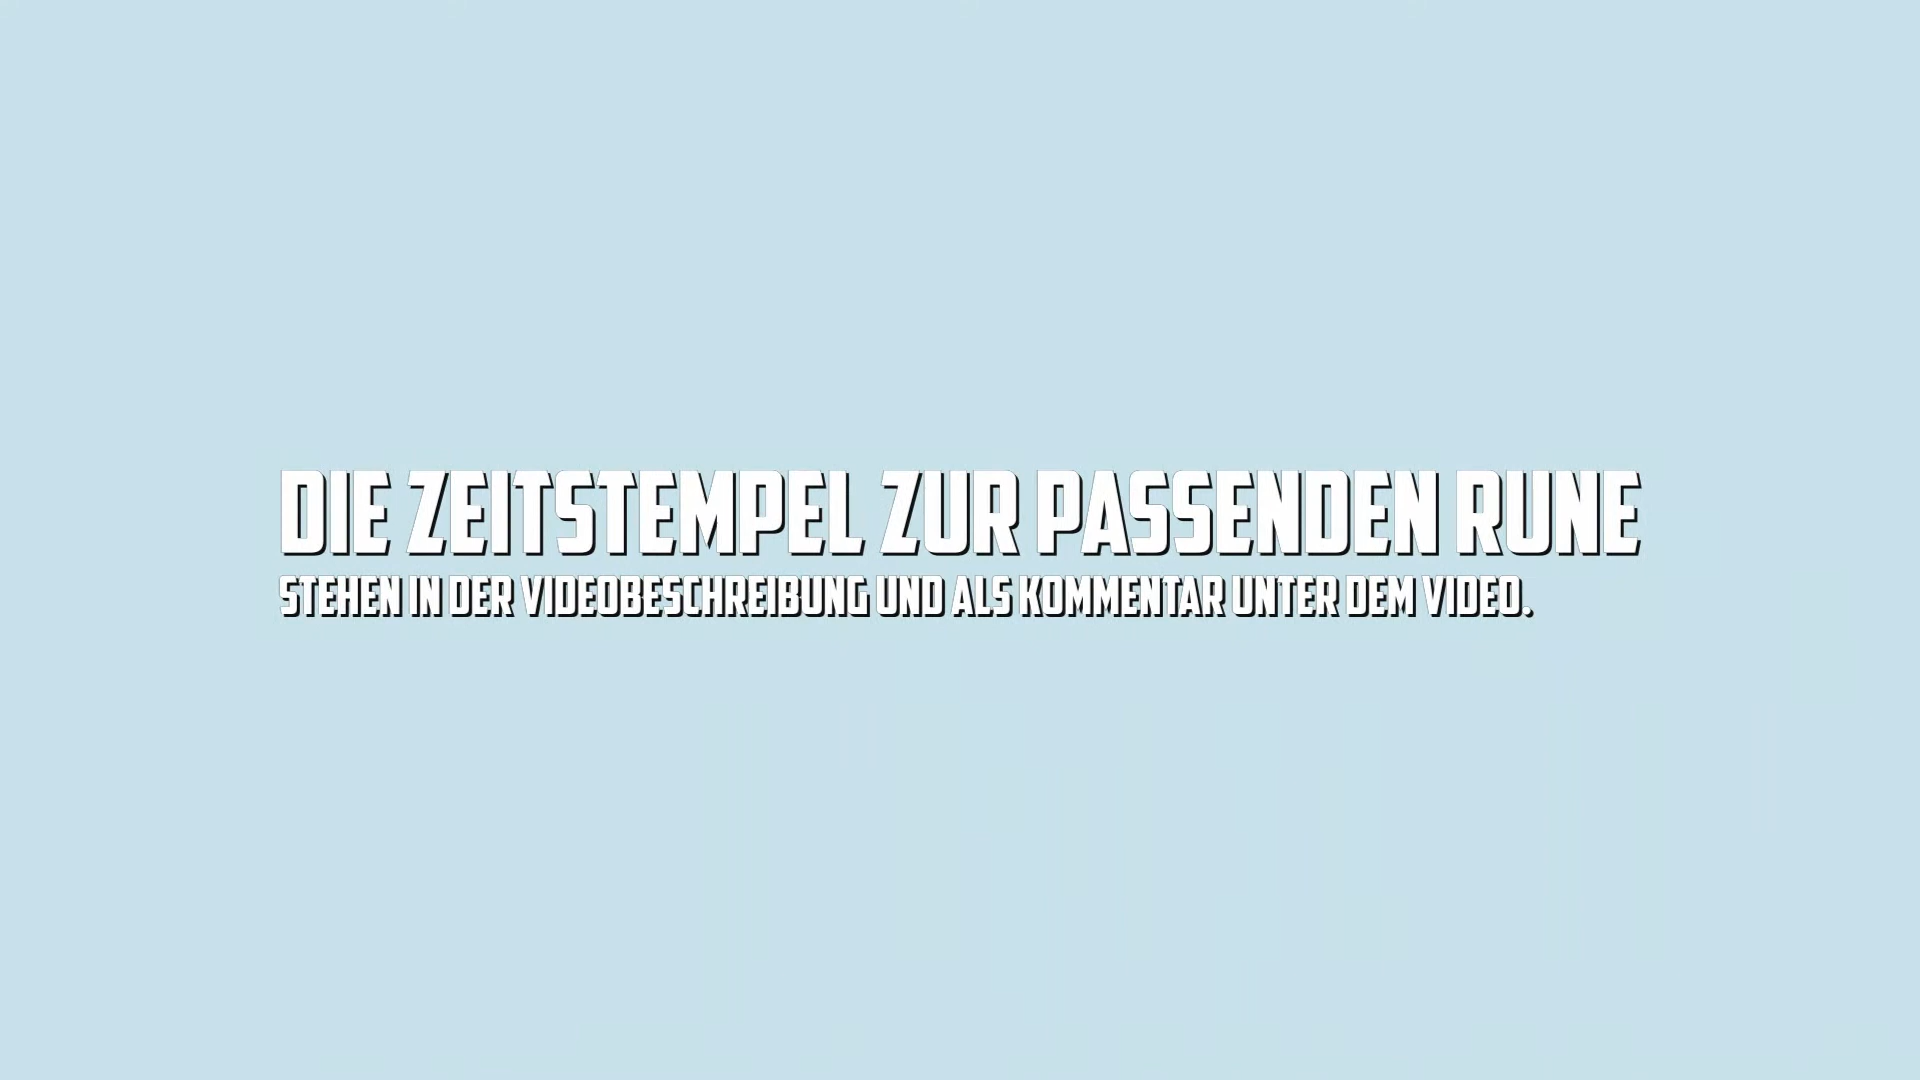 DIE ZEITSTEMPEL ZUR PASSENDEN RUNE
STEHEN IN DER VIDEOBESCHREIBUNG UND ALS KOMMENTAR UNTER DEM VIDEO.